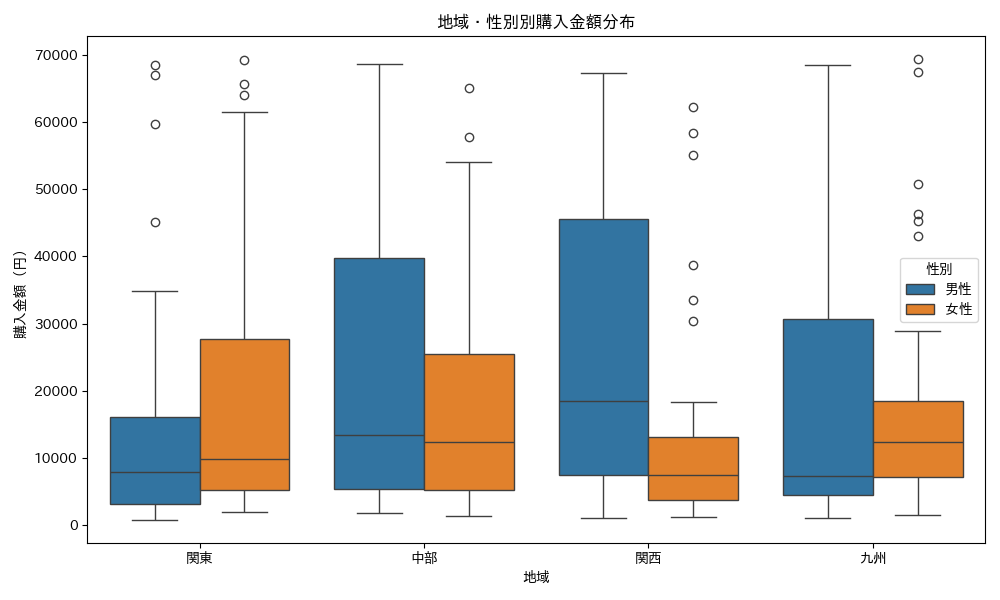 地域・性別別購入金額分布
購入金額（円）
70000
60000
50000
40000
30000
20000
10000
0
性別
男性
女性
関東
中部
関西
九州
地域